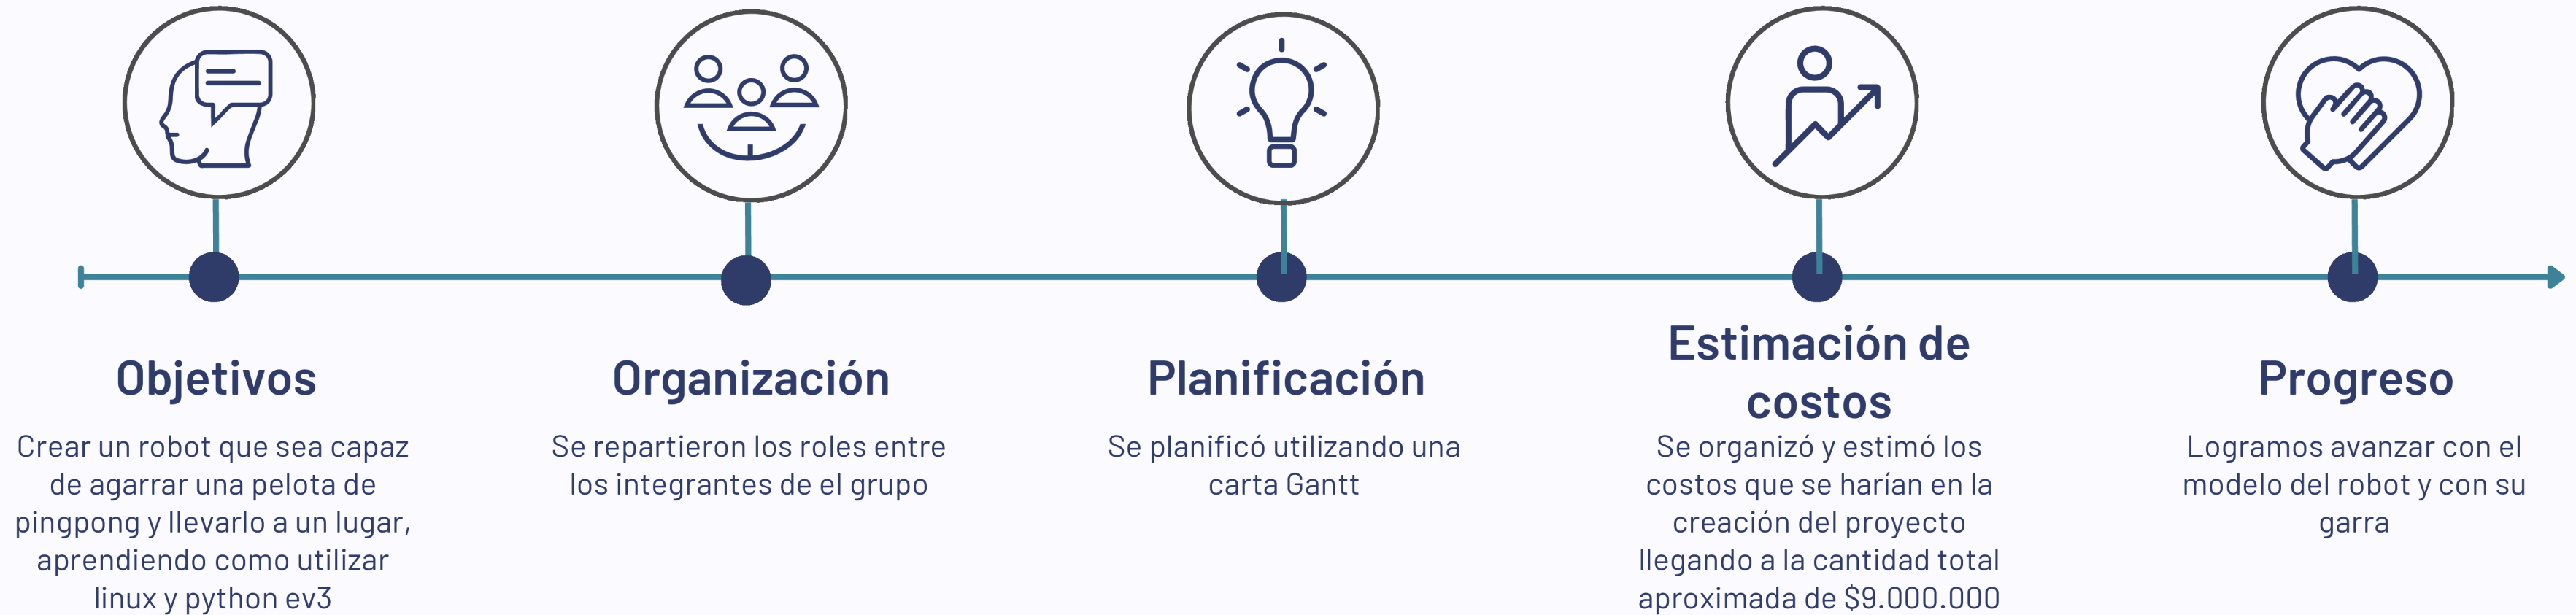 Objetivos
Crear un robot que sea capaz
de agarrar una pelota de
pingpong y llevarlo a un lugar,
aprendiendo como utilizar
linux y python ev3
Organización
Se repartieron los roles entre
los integrantes de el grupo
Planificación
Se planificó utilizando una
carta Gantt
Estimación de
costos
Se organizó y estimó los
costos que se harían en la
creación del proyecto
llegando a la cantidad total
aproximada de $9.000.000
Progreso
Logramos avanzar con el
modelo del robot y con su
garra